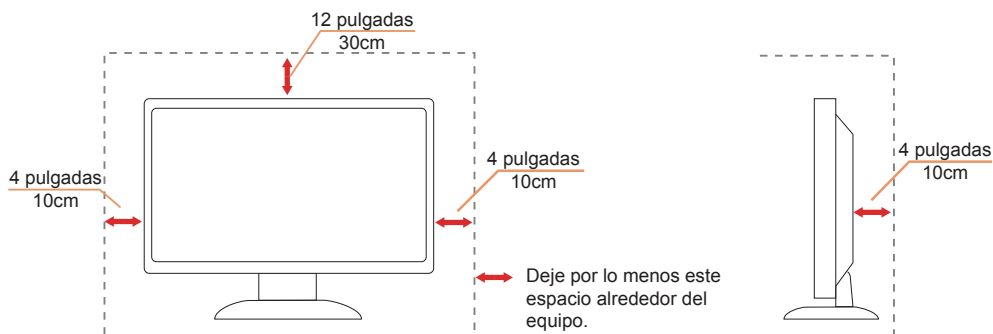 12 pulgadas
30cm
4 pulgadas
10cm
4 pulgadas
10cm
4 pulgadas
10cm
Deje por lo menos este
espacio alrededor del
equipo.